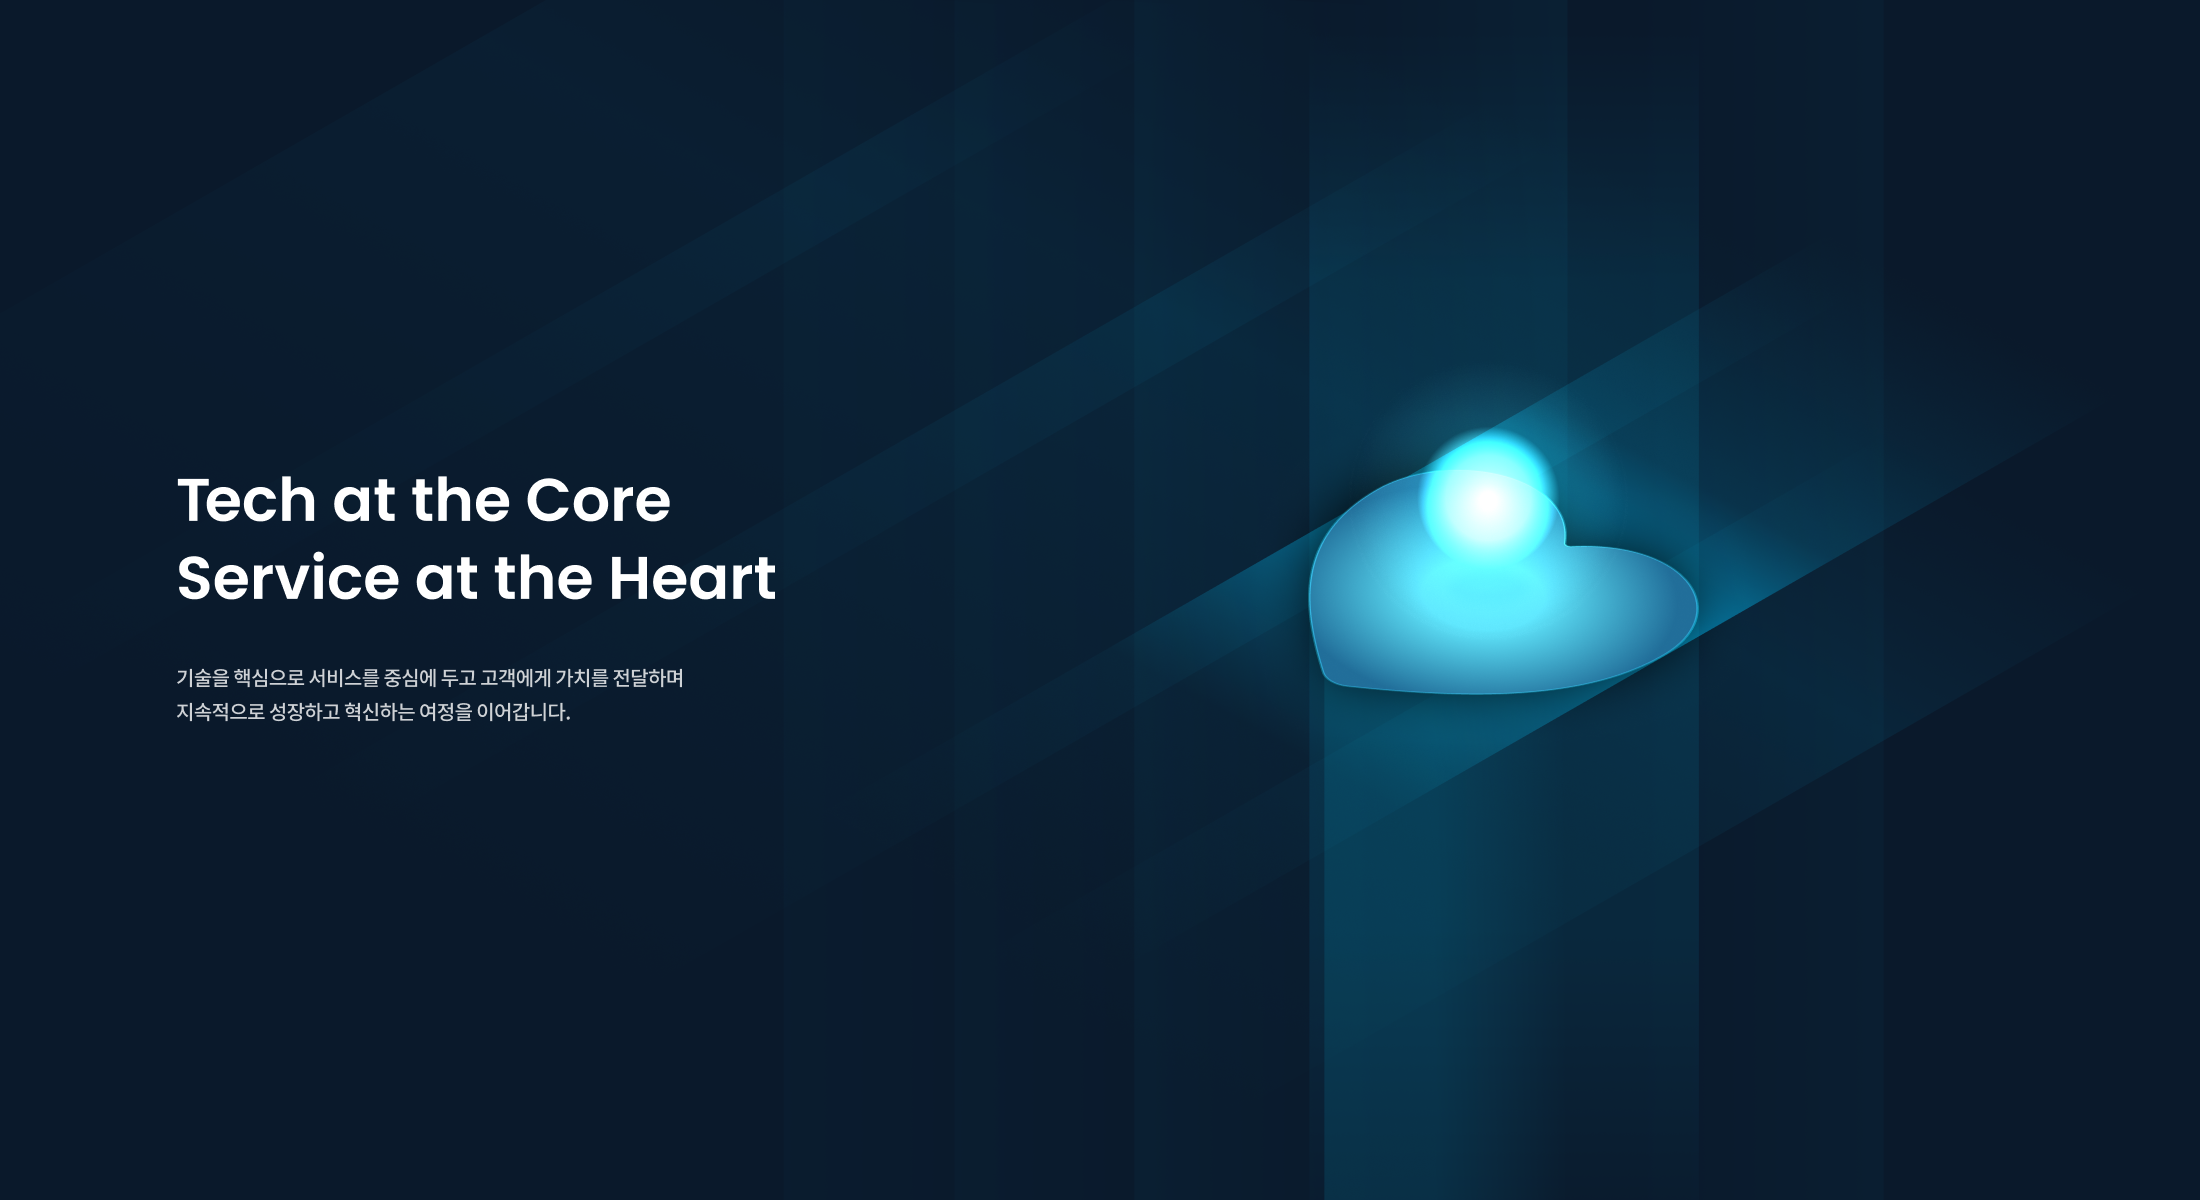 Tech at the Core
Service at the Heart
기술을 핵심으로 서비스를 중심에 두고 고객에게 가치를 전달하며
지속적으로 성장하고 혁신하는 여정을 이어갑니다.